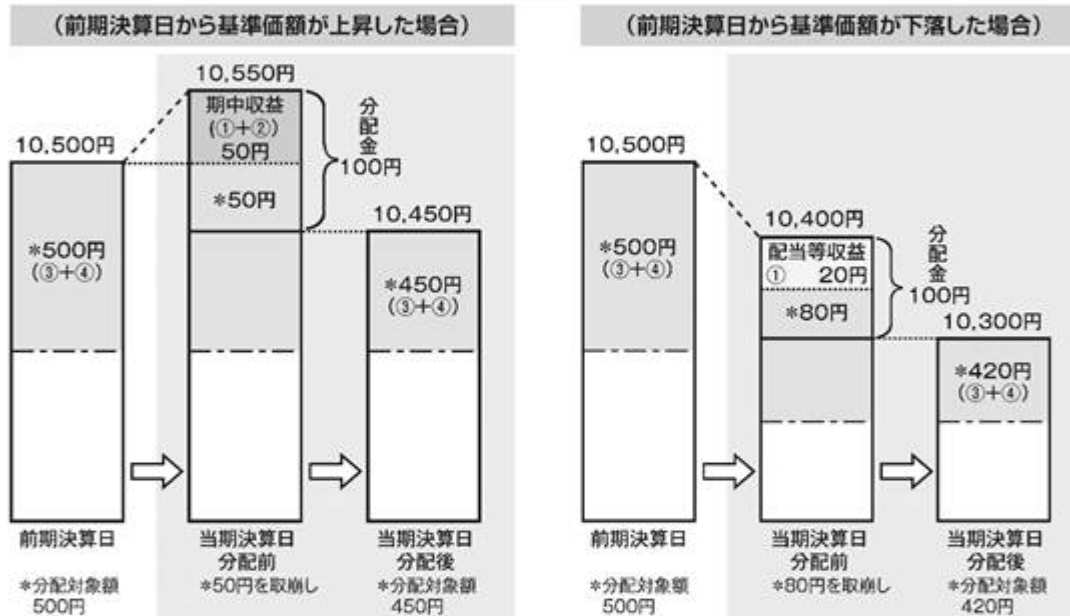 (前期決算日から基準価額が上昇した場合)
10,550円
期中収益
(①+②)
50円
分配金
100円
10,500円
*50円
10,450円
*500円
(③+④)
*450円
(③+④)
前期決算日
当期決算日
分配前
当期決算日
分配後
*分配対象額
500円
*50円を取崩し
*分配対象額
450円
(前期決算日から基準価額が下落した場合)
10,500円
10,400円
配当等収益
① 20円
分配金
100円
*500円
(③+④)
*80円
10,300円
*420円
(③+④)
前期決算日
当期決算日
分配前
当期決算日
分配後
*分配対象額
500円
*80円を取崩し
*分配対象額
420円